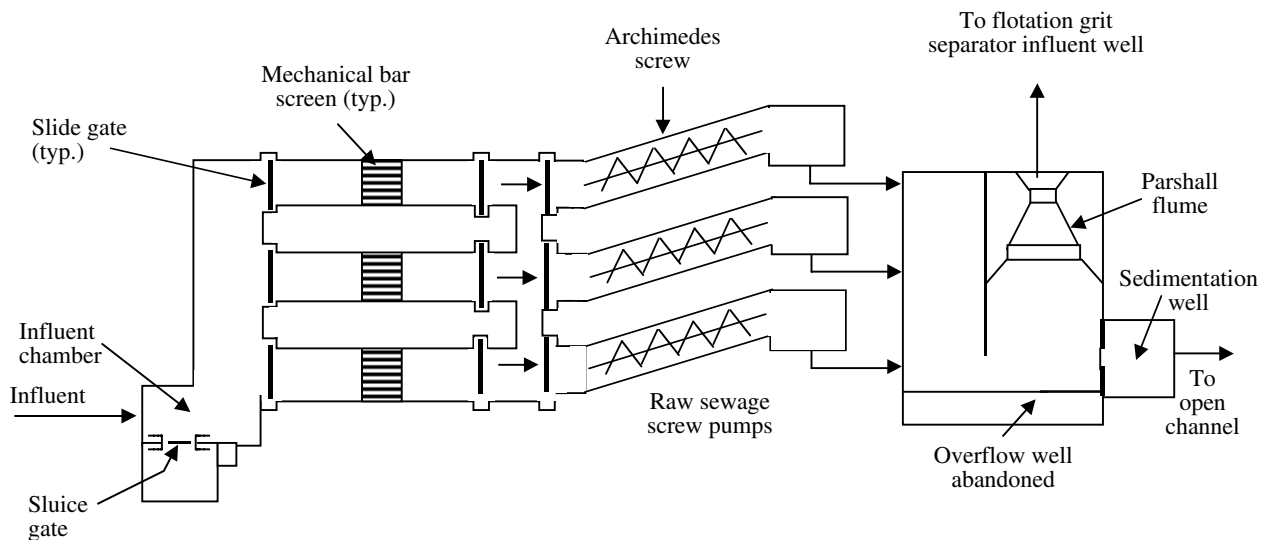 To flotation grit
separator influent well
Archimedes
screw
Mechanical bar
screen (typ.)
Slide gate
(typ.)
Parshall
flume
Sedimentation
well
Influent
chamber
Influent
To
open
channel
Raw sewage
screw pumps
Overflow well
abandoned
Sluice
gate